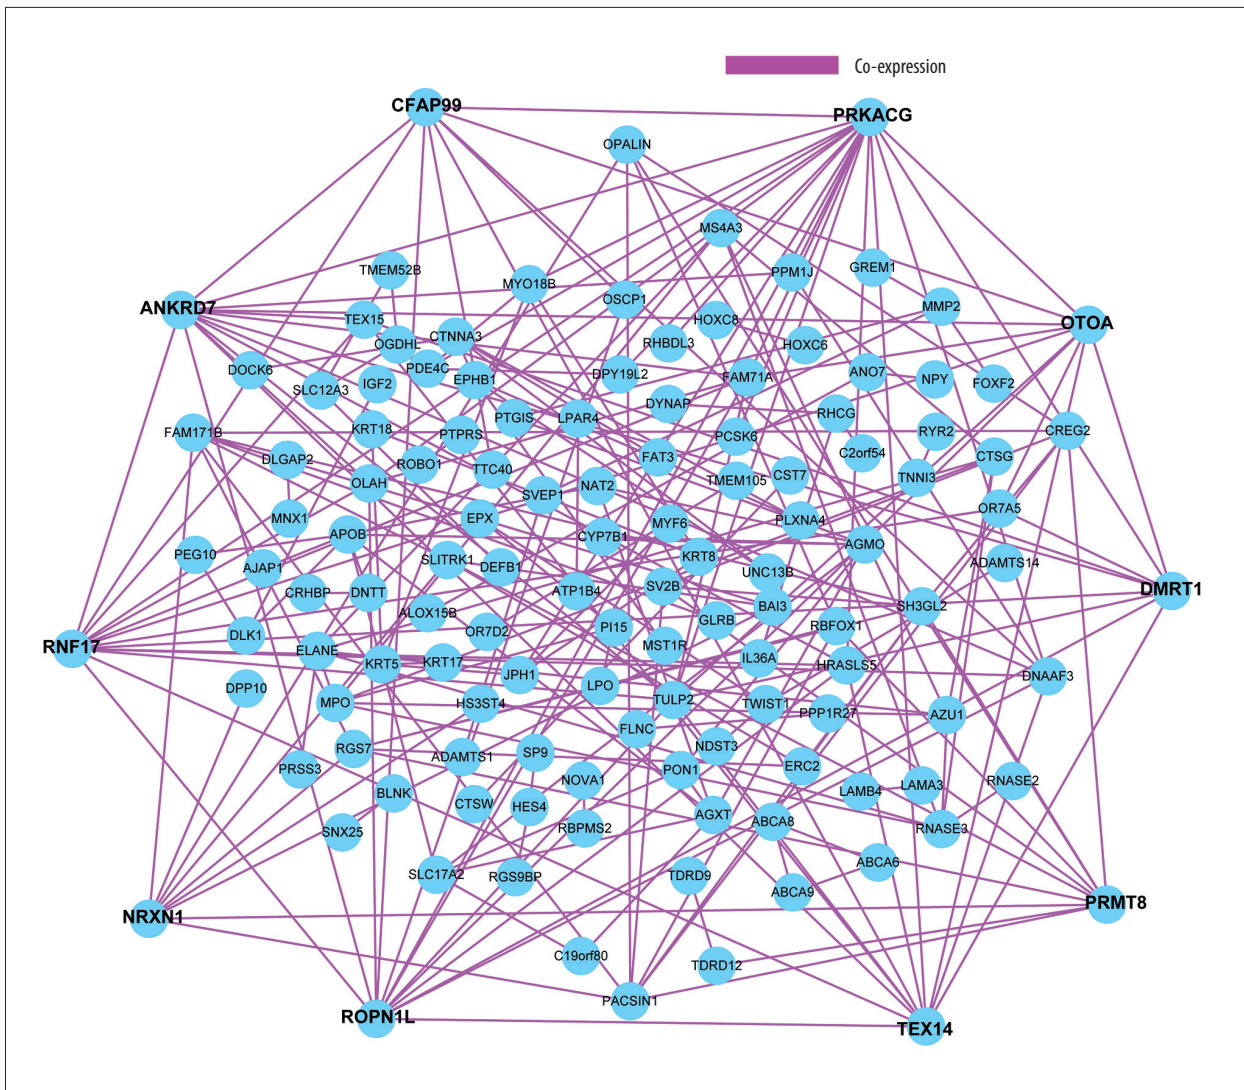 Co-expression
CFAP99
PRKACG
OPALIN
MS4A3
TMEM52B
MYO18B
PPM1J
GREM1
OSCP1
MMP2
ANKRD7
TEX15
HOXC8
OTOA
OGDHL
CTNNA3
RHBDL3
HOXC6
DOCK6
PDE4C
EPHB1
DPY19L2
FAM71A
ANO7
NPY
FOXF2
SLC12A3
IGF2
DYNAP
RHCG
PTGIS
LPAR4
FAM171B
KRT18
PTPRS
PCSK6
RYR2
CREG2
DLGAP2
ROBO1
TTC40
FAT3
C2orf54
CTSG
OLAH
SVEP1
NAT2
TMEM105
CST7
TNNI3
MNX1
EPX
MYF6
PLXNA4
OR7A5
APOB
CYP7B1
AGMO
PEG10
AJAP1
SLITRK1
DEFB1
KRT8
UNC13B
ADAMTS14
CRHBP
DNTT
ATP1B4
SV2B
DMRT1
ALOX15B
BAI3
SH3GL2
DLK1
OR7D2
PI15
GLRB
RBFOX1
RNF17
ELANE
MST1R
KRT5
KRT17
IL36A
HRASLS5
DNAAF3
DPP10
JPH1
LPO
MPO
HS3ST4
TULP2
TWIST1
PPP1R27
AZU1
FLNC
RGS7
ADAMTS1
SP9
NDST3
PRSS3
PON1
ERC2
BLNK
NOVA1
LAMB4
LAMA3
RNASE2
SNX25
CTSW
HES4
RBPMS2
AGXT
ABCA8
RNASE3
SLC17A2
RGS9BP
TDRD9
ABCA6
ABCA9
NRXN1
PRMT8
C19orf80
TDRD12
PACSIN1
ROPN1L
TEX14